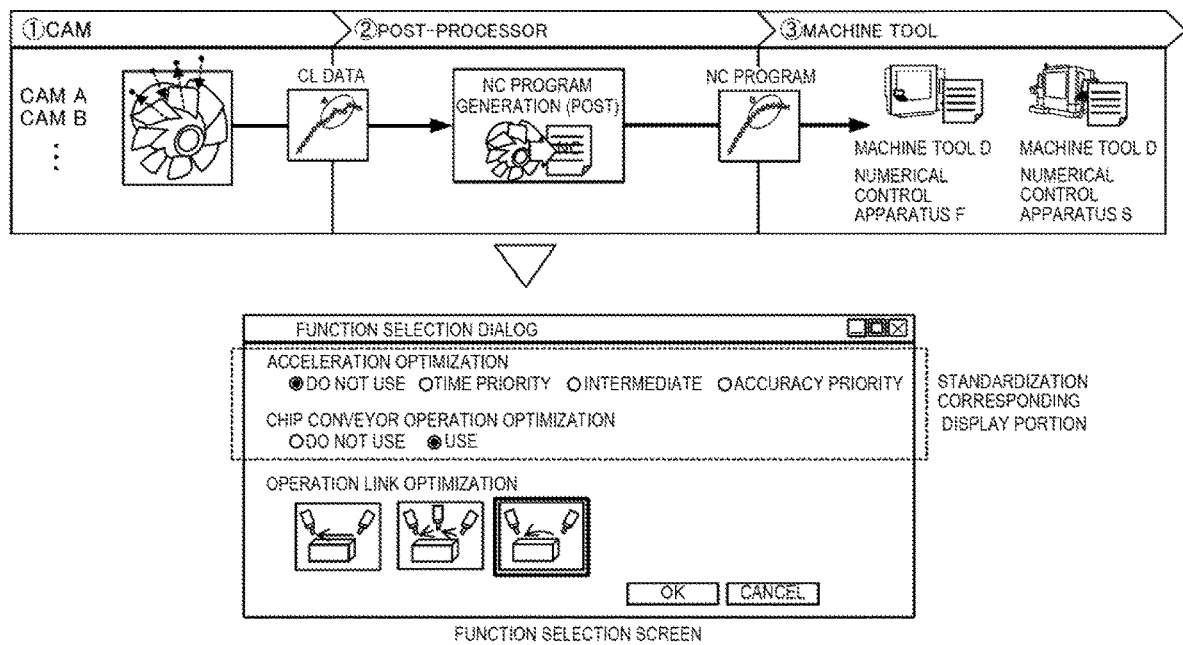 ①CAM
②POST-PROCESSOR
③MACHINE TOOL
CAM A
CAM B
⋮
CL DATA
NC PROGRAM
GENERATION (POST)
NC
NC PROGRAM
MACHINE TOOL D
NUMERICAL
CONTROL
APPARATUS F
MACHINE TOOL D
NUMERICAL
CONTROL
APPARATUS S
FUNCTION SELECTION DIALOG
ACCELERATION OPTIMIZATION
◉DO NOT USE ○TIME PRIORITY ○INTERMEDIATE ○ACCURACY PRIORITY
CHIP CONVEYOR OPERATION OPTIMIZATION
○DO NOT USE ◉USE
STANDARDIZATION
CORRESPONDING
DISPLAY PORTION
OPERATION LINK OPTIMIZATION
OK CANCEL
FUNCTION SELECTION SCREEN